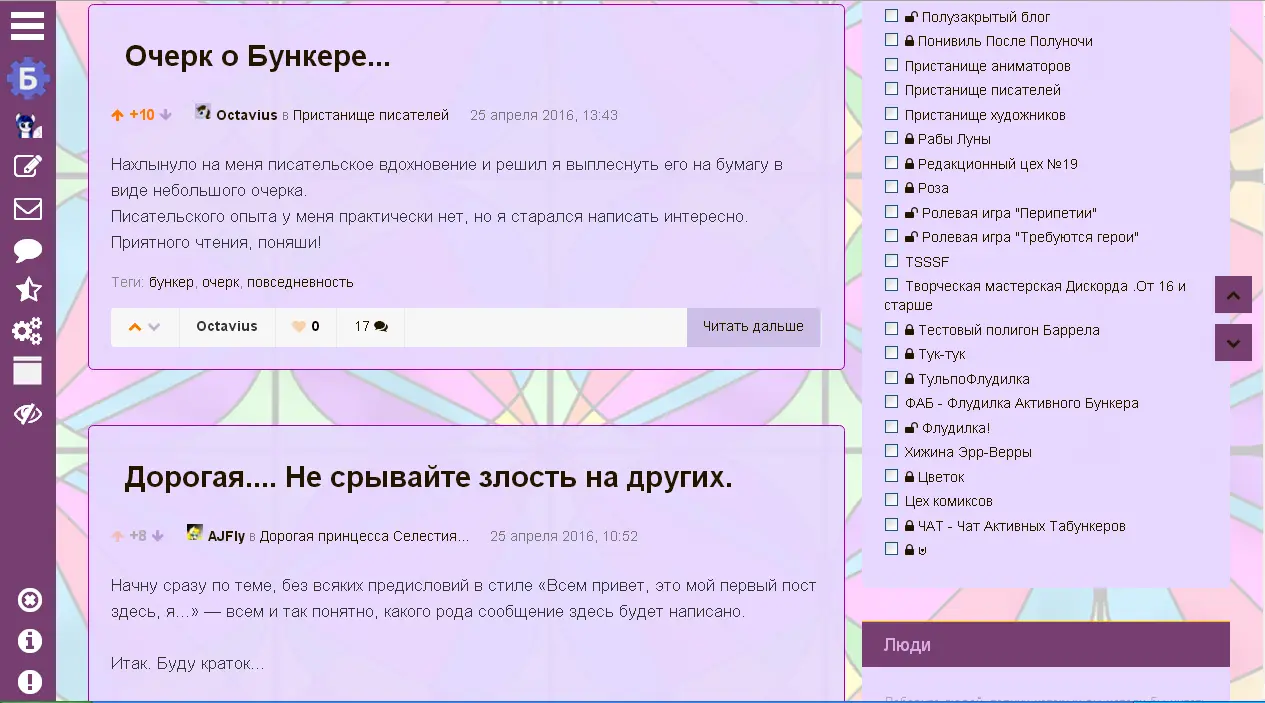 Б
Очерк о Бункере...
+10 Octavius в Пристанище писателей 25 апреля 2016, 13:43
Нахлынуло на меня писательское вдохновение и решил я выплеснуть его на бумагу в
виде небольшого очерка.
Писательского опыта у меня практически нет, но я старался написать интересно.
Приятного чтения, поняши!
Теги: бункер, очерк, повседневность
Octavius 0 17 Читать дальше
Дорогая.... Не срывайте злость на других.
+8 AJFly в Дорогая принцесса Селестия... 25 апреля 2016, 10:52
Начну сразу по теме, без всяких предисловий в стиле «Всем привет, это мой первый пост
здесь, я...» — всем и так понятно, какого рода сообщение здесь будет написано.
Итак. Буду краток...
Полузакрытый блог
Понивиль После Полуночи
Пристанище аниматоров
Пристанище писателей
Пристанище художников
Рабы Луны
Редакционный цех №19
Роза
Ролевая игра "Перипетии"
Ролевая игра "Требуются герои"
TSSSF
Творческая мастерская Дискорда .От 16 и
старше
Тестовый полигон Баррела
Тук-тук
ТульпоФлудилка
ФАБ - Флудилка Активного Бункера
Флудилка!
Хижина Эрр-Верры
Цветок
Цех комиксов
ЧАТ - Чат Активных Табункеров
Люди